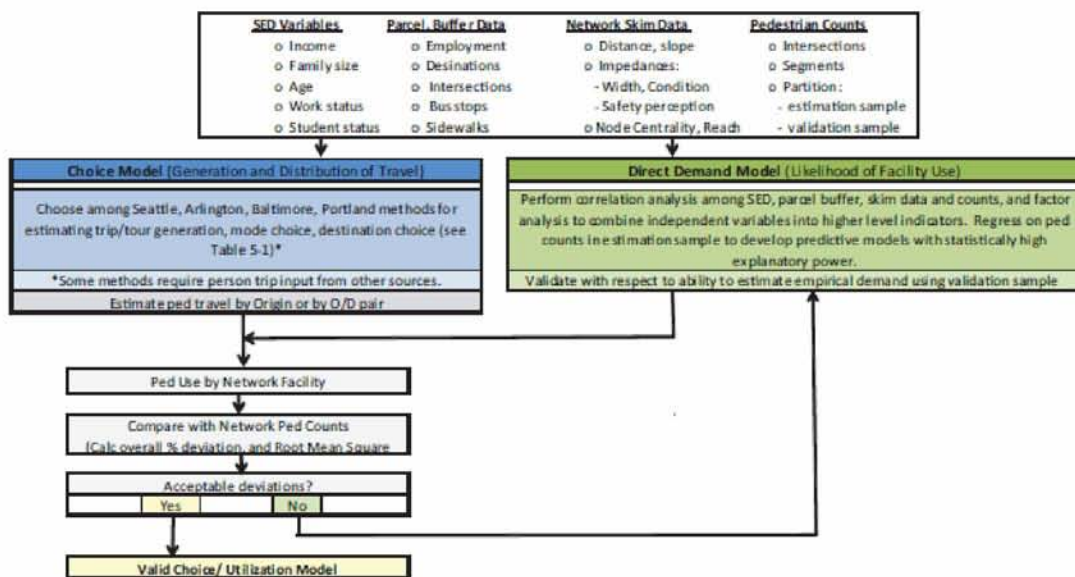 SED Variables
o Income
o Family size
o Age
o Work status
o Student status
Parcel, Buffer Data
o Employment
o Desinations
o Intersections
o Bus stops
o Sidewalks
Network Skim Data
o Distance, slope
o Impedances:
- Width, Condition
- Safety perception
o Node Centrality, Reach
Pedestrian Counts
o Intersections
o Segments
o Partition:
- estimation sample
- validation sample
Choice Model (Generation and Distribution of Travel)
Choose among Seattle, Arlington, Baltimore, Portland methods for
estimating trip/tour generation, mode choice, destination choice (see
Table 5-1)*
*Some methods require person trip input from other sources.
Estimate ped travel by Origin or by O/D pair
Direct Demand Model (Likelihood of Facility Use)
Perform correlation analysis among SED, parcel buffer, skim data and counts, and factor
analysis to combine independent variables into higher level indicators. Regress on ped
counts in estimation sample to develop predictive models with statistically high
explanatory power.
Validate with respect to ability to estimate empirical demand using validation sample
Ped Use by Network Facility
Compare with Network Ped Counts
(Calc overall % deviation, and Root Mean Square
Acceptable deviations?
Yes
No
Valid Choice/ Utilization Model